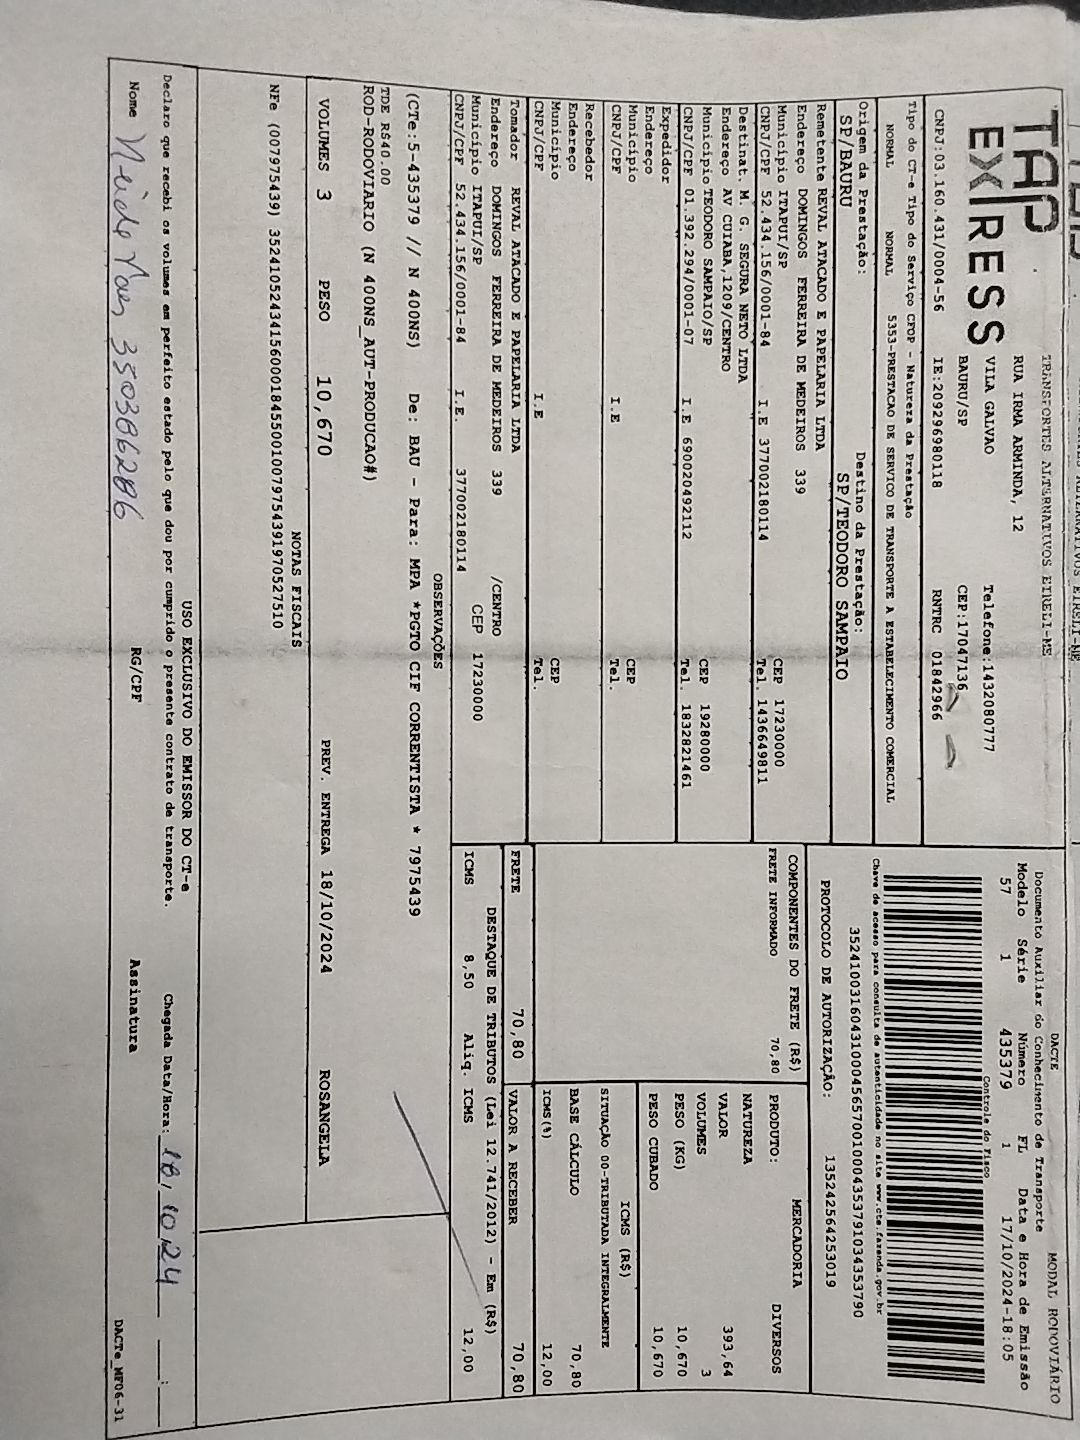 TAP
EXPRESS
TRANSPORTES ALTERNATIVOS EIRELI-ME
RUA IRMA ARMINDA, 12
VILA GALVAO Telefone:1432080777
BAURU/SP CEP:17047136
CNPJ:03.160.431/0004-56 IE:209296980118 RNTRC 01842966
DACTE MODAL RODOVIÁRIO
Documento Auxiliar do Conhecimento de Transporte
Modelo Série Número FL Data e Hora de Emissão
57 1 435379 1 17/10/2024-18:05
Controle do Fisco
Chave de acesso para consulta de autenticidade no site www.cte.fazenda.gov.br
35241003160431000456570010004353791034353790
PROTOCOLO DE AUTORIZAÇÃO: 135242564253019
Tipo do CT-e Tipo do Serviço CFOP - Natureza da Prestação
NORMAL NORMAL 5353-PRESTACAO DE SERVICO DE TRANSPORTE A ESTABELECIMENTO COMERCIAL
Origem da Prestação: Destino da Prestação:
SP/BAURU SP/TEODORO SAMPAIO
Remetente REVAL ATACADO E PAPELARIA LTDA
Endereço DOMINGOS FERREIRA DE MEDEIROS 339
Município ITAPUI/SP CEP 17230000
CNPJ/CPF 52.434.156/0001-84 I.E 377002180114 Tel. 1436649811
Destinat. M. G. SEGURA NETO LTDA
Endereço AV CUIABA,1209/CENTRO
Município TEODORO SAMPAIO/SP CEP 19280000
CNPJ/CPF 01.392.294/0001-07 I.E 690020492112 Tel. 1832821461
Expedidor
Endereço
Município CEP
CNPJ/CPF I.E Tel.
Recebedor
Endereço
Município CEP
CNPJ/CPF I.E Tel.
Tomador REVAL ATACADO E PAPELARIA LTDA
Endereço DOMINGOS FERREIRA DE MEDEIROS 339 /CENTRO
Município ITAPUI/SP CEP 17230000
CNPJ/CPF 52.434.156/0001-84 I.E. 377002180114
COMPONENTES DO FRETE (R$)
FRETE INFORMADO 70,80
MERCADORIA
PRODUTO: DIVERSOS
NATUREZA
VALOR 393,64
VOLUMES 3
PESO (KG) 10,670
PESO CUBADO 10,670
ICMS (R$)
SITUAÇÃO 00-TRIBUTADA INTEGRALMENTE
BASE CÁLCULO 70,80
ICMS(%) 12,00
FRETE 70,80 VALOR A RECEBER 70,80
DESTAQUE DE TRIBUTOS (Lei 12.741/2012) - Em (R$)
ICMS 8,50 Aliq. ICMS 12,00
OBSERVAÇÕES
(CTe:5-435379 // N 400NS) De: BAU - Para: MPA *PGTO CIF CORRENTISTA * 7975439
TDE R$40.00
ROD-RODOVIARIO (N 400NS_AUT-PRODUCAO#)
VOLUMES 3 PESO 10,670 PREV. ENTREGA 18/10/2024 ROSANGELA
NOTAS FISCAIS
NFe (007975439) 35241052434156000184550010079754391970527510
USO EXCLUSIVO DO EMISSOR DO CT-e
Declaro que recebi os volumes em perfeito estado pelo que dou por cumprido o presente contrato de transporte. Chegada Data/Hora: 18,10,24 :
Nome 350386286 RG/CPF Assinatura
DACTe_MF06-31